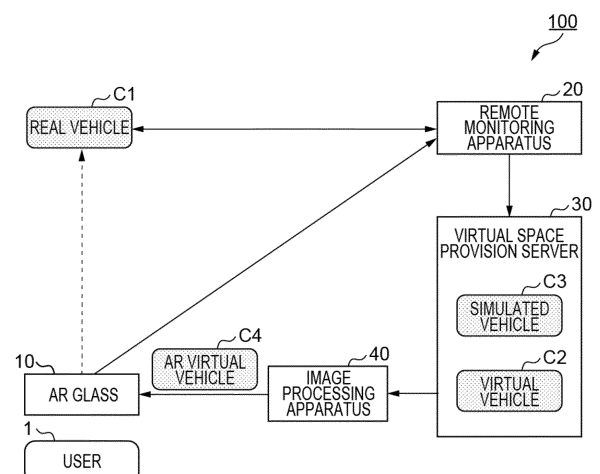 100
C1
REAL VEHICLE
20
REMOTE
MONITORING
APPARATUS
30
VIRTUAL SPACE
PROVISION SERVER
C3
SIMULATED
VEHICLE
C2
VIRTUAL
VEHICLE
C4
AR VIRTUAL
VEHICLE
40
IMAGE
PROCESSING
APPARATUS
10
AR GLASS
1
USER